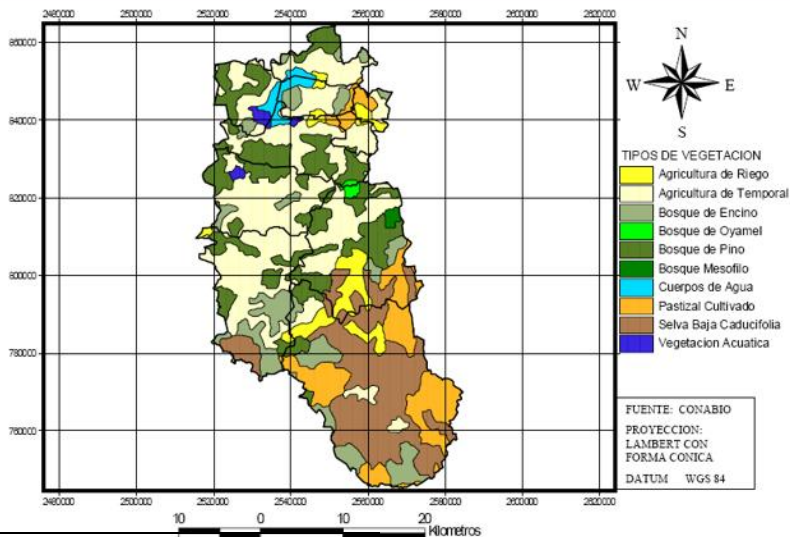 2480000 2500000 2520000 2540000 2560000 2580000 2600000 2620000
860000
840000
820000
800000
780000
760000
2480000 2500000 2520000 2540000 2560000 2580000 2600000 2620000
10 0 10 20
Kilometros
N
W E
S
TIPOS DE VEGETACION
Agricultura de Riego
Agricultura de Temporal
Bosque de Encino
Bosque de Oyamel
Bosque de Pino
Bosque Mesofilo
Cuerpos de Agua
Pastizal Cultivado
Selva Baja Caducifolia
Vegetacion Acuatica
FUENTE: CONABIO
PROYECCION:
LAMBERT CON
FORMA CONICA
DATUM WGS 84